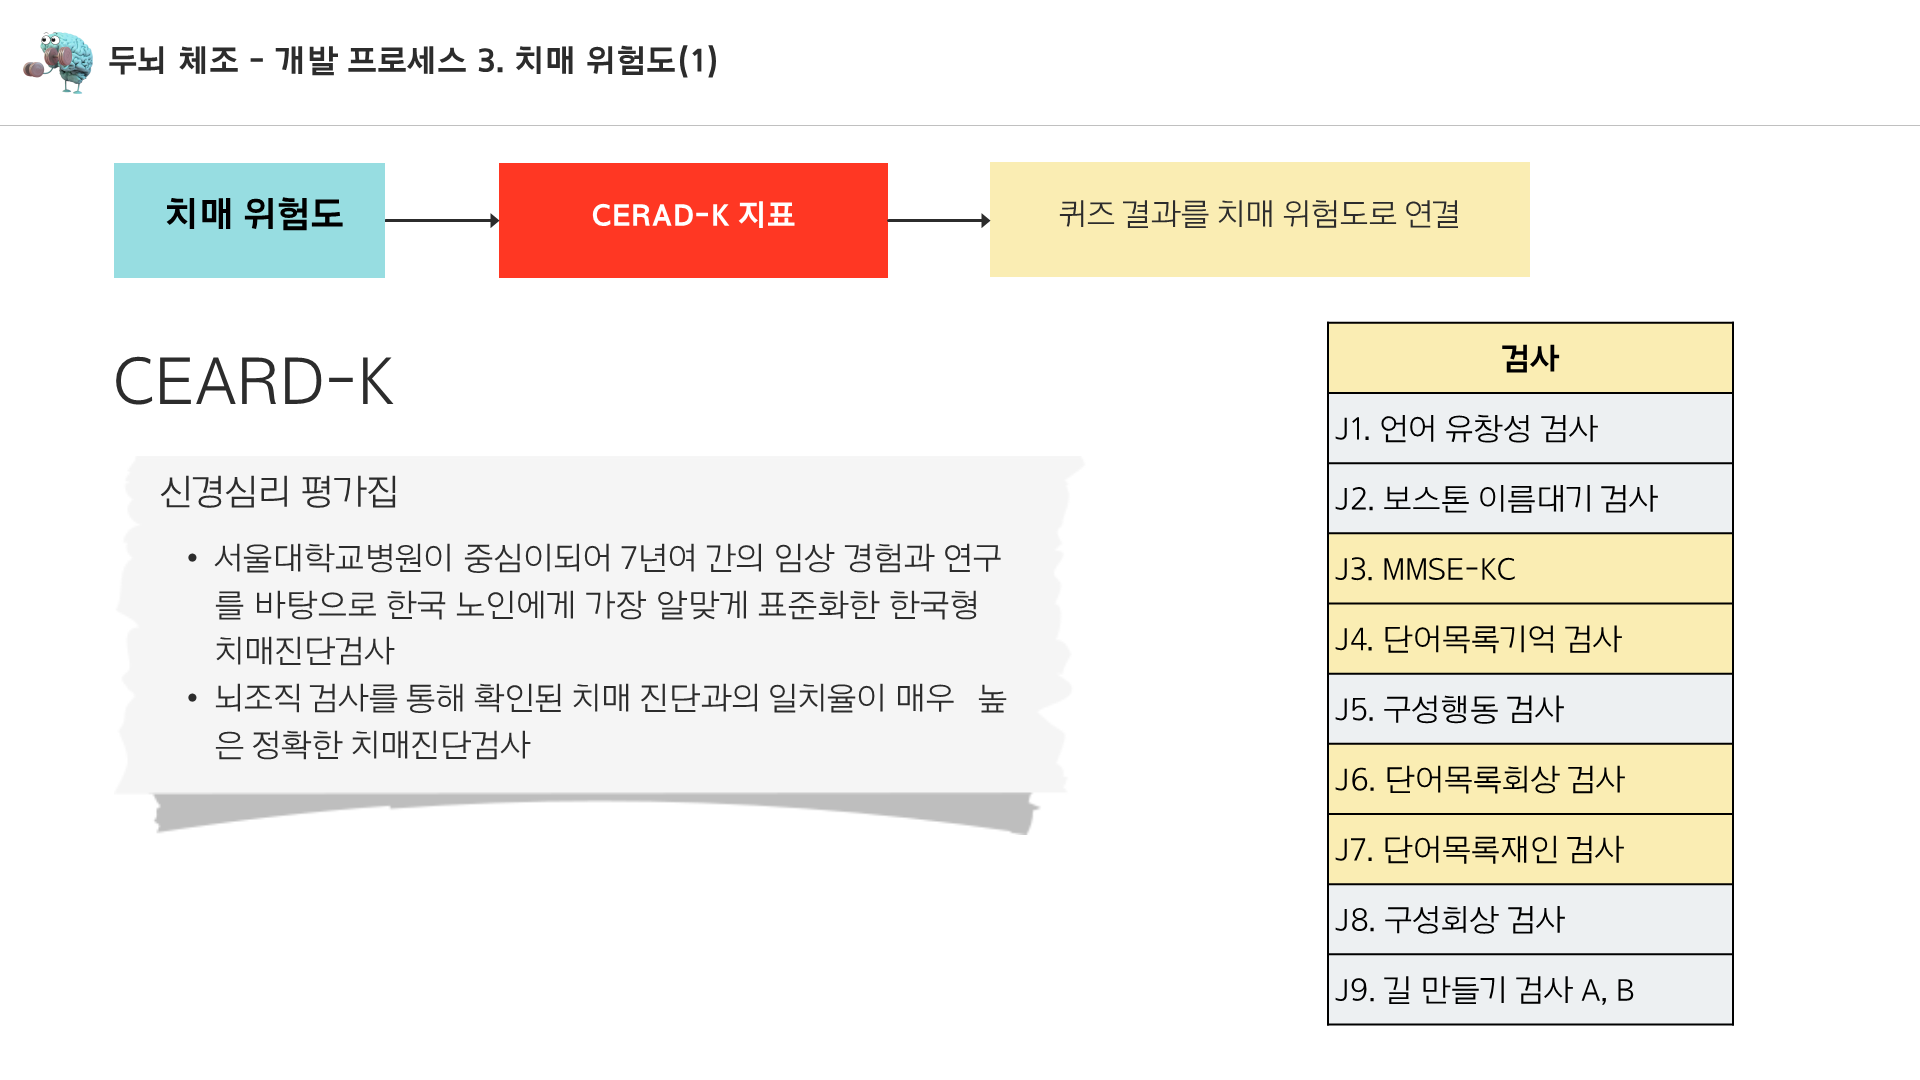 두뇌 체조 - 개발 프로세스 3. 치매 위험도(1)
치매 위험도
CERAD-K 지표
퀴즈 결과를 치매 위험도로 연결
CEARD-K
신경심리 평가집
• 서울대학교병원이 중심이되어 7년여 간의 임상 경험과 연구
를 바탕으로 한국 노인에게 가장 알맞게 표준화한 한국형
치매진단검사
• 뇌조직 검사를 통해 확인된 치매 진단과의 일치율이 매우 높
은 정확한 치매진단검사
검사
J1. 언어 유창성 검사
J2. 보스톤 이름대기 검사
J3. MMSE-KC
J4. 단어목록기억 검사
J5. 구성행동 검사
J6. 단어목록회상 검사
J7. 단어목록재인 검사
J8. 구성회상 검사
J9. 길 만들기 검사 A, B